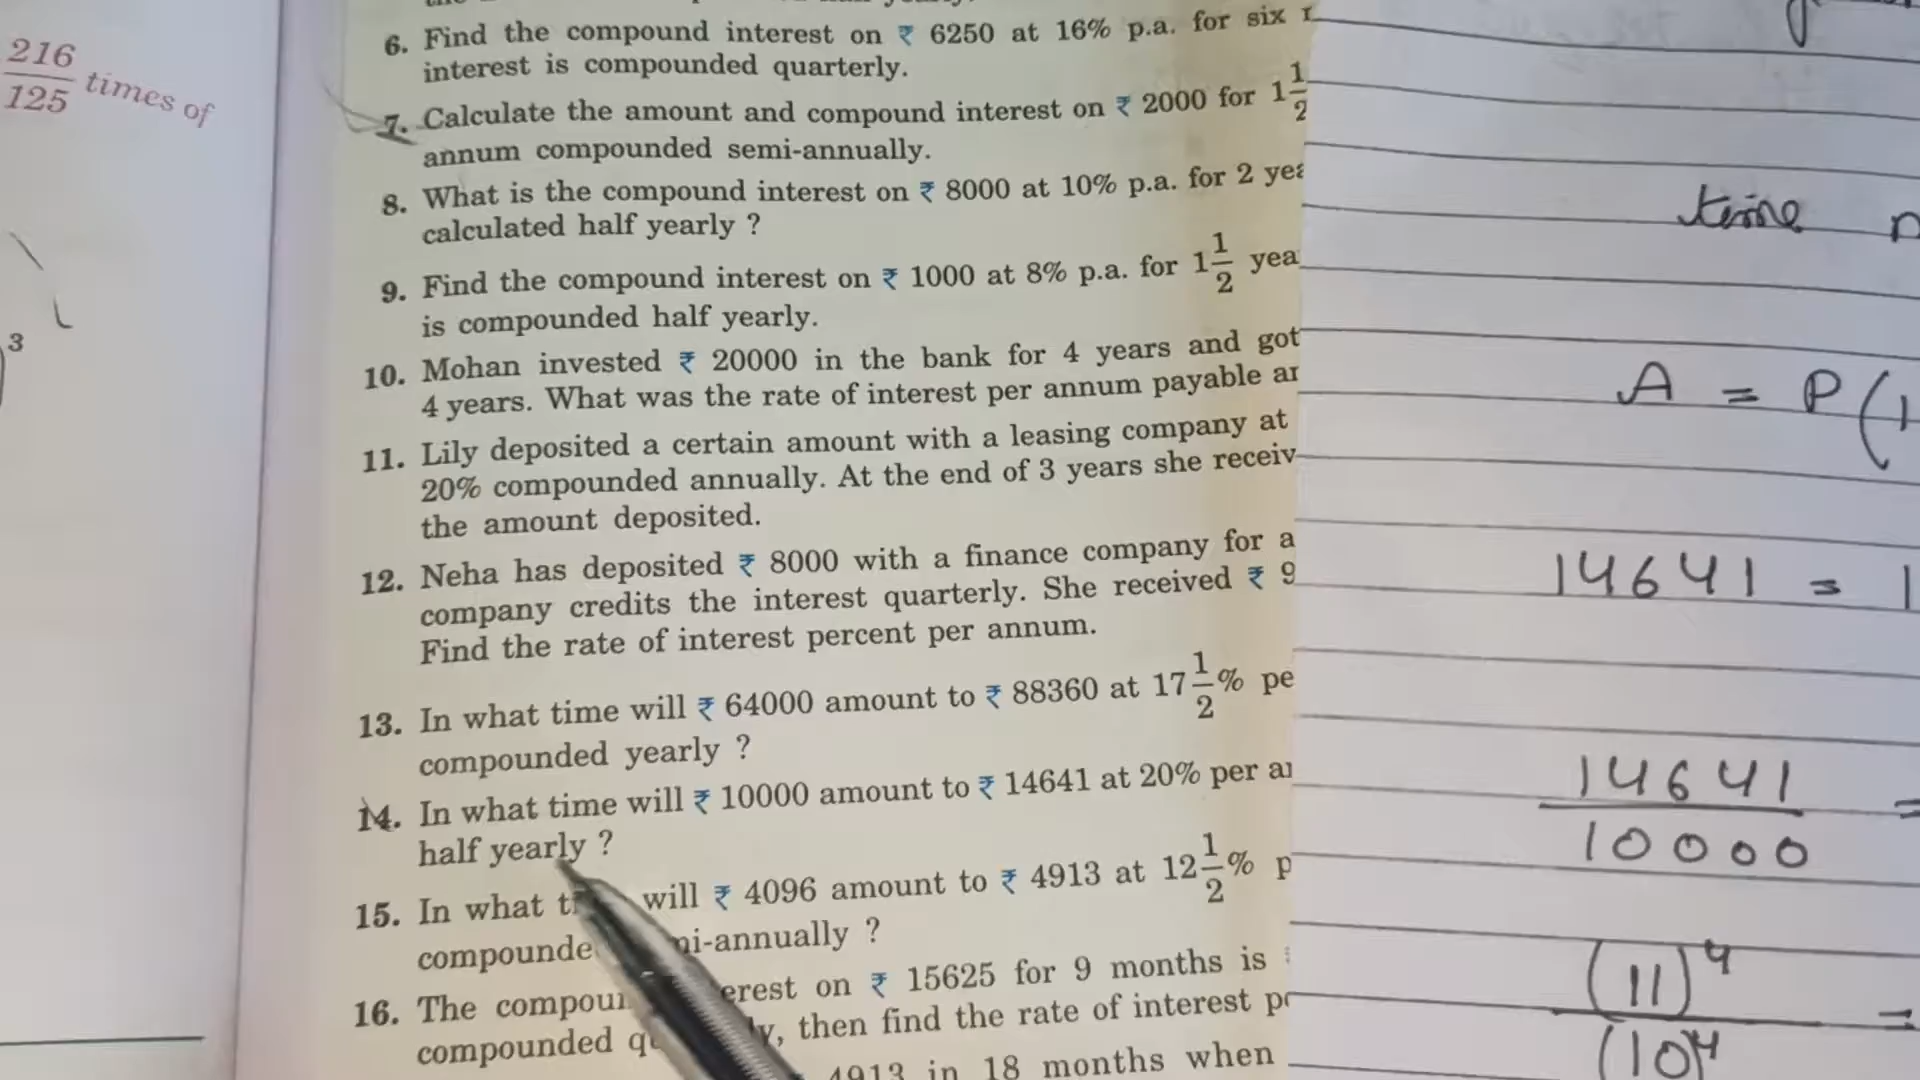 216
125 times of
3
6. Find the compound interest on ₹ 6250 at 16% p.a. for six
interest is compounded quarterly.
7. Calculate the amount and compound interest on ₹ 2000 for 1 1/2
annum compounded semi-annually.
8. What is the compound interest on ₹ 8000 at 10% p.a. for 2
calculated half yearly ?
9. Find the compound interest on ₹ 1000 at 8% p.a. for 1 1/2 yea
is compounded half yearly.
10. Mohan invested ₹ 20000 in the bank for 4 years and got
4 years. What was the rate of interest per annum payable
11. Lily deposited a certain amount with a leasing company at
20% compounded annually. At the end of 3 years she receiv
the amount deposited.
12. Neha has deposited ₹ 8000 with a finance company for a
company credits the interest quarterly. She received ₹ 9
Find the rate of interest percent per annum.
13. In what time will ₹ 64000 amount to ₹ 88360 at 17 1/2 % pe
compounded yearly ?
14. In what time will ₹ 10000 amount to ₹ 14641 at 20% per
half yearly ?
15. In what will ₹ 4096 amount to ₹ 4913 at 12 1/2 % p
compounde ni-annually ?
16. The compou erest on ₹ 15625 for 9 months is
compounded y, then find the rate of interest
4913 in 18 months when
time
A = P(1
14641 = 1
14641 =
10000
(11)^4 =
(10)^4